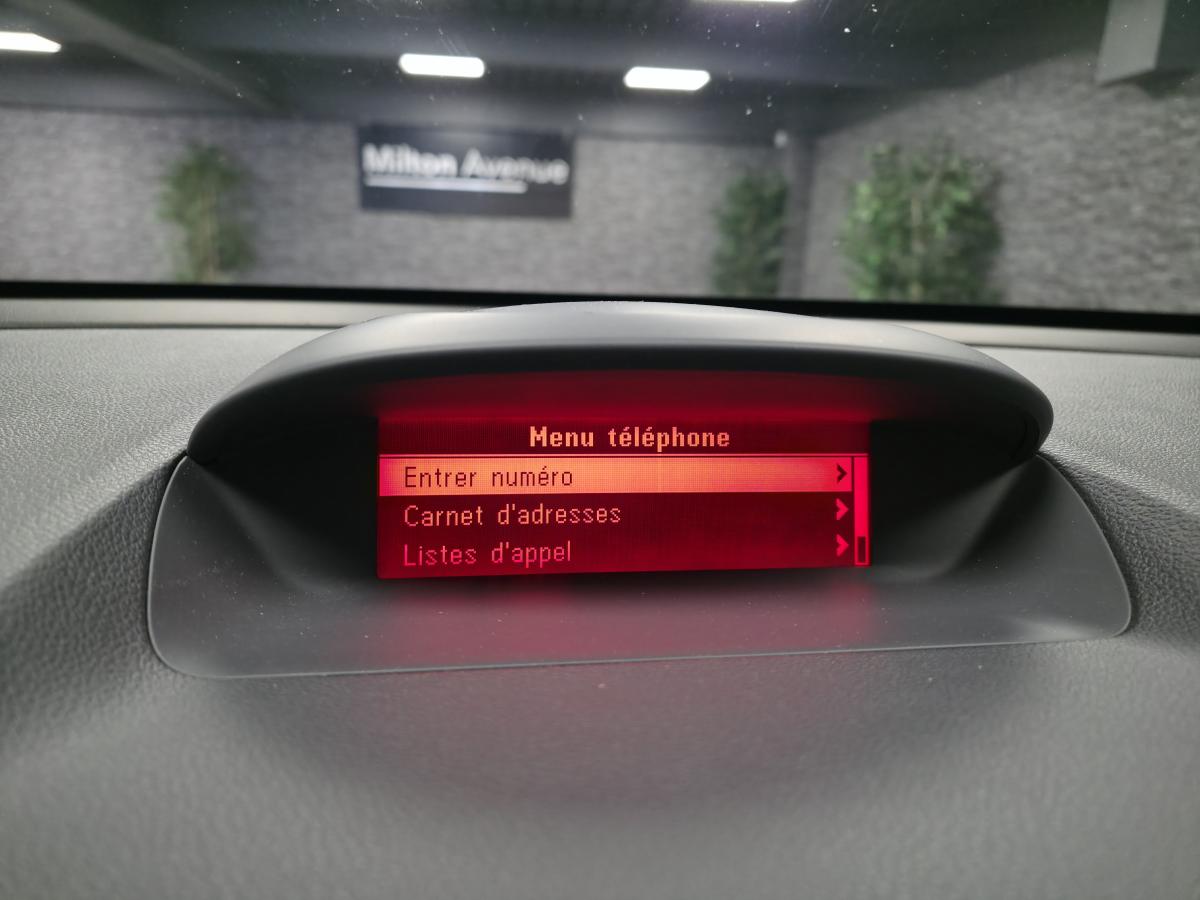 Milton Avenue
Menu téléphone
Entrer numéro
Carnet d'adresses
Listes d'appel